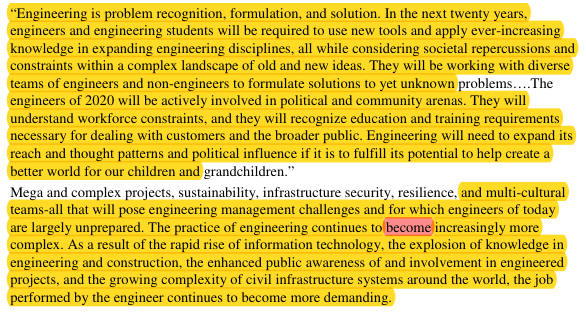 “Engineering is problem recognition, formulation, and solution. In the next twenty years,
engineers and engineering students will be required to use new tools and apply ever-increasing
knowledge in expanding engineering disciplines, all while considering societal repercussions and
constraints within a complex landscape of old and new ideas. They will be working with diverse
teams of engineers and non-engineers to formulate solutions to yet unknown problems….The
engineers of 2020 will be actively involved in political and community arenas. They will
understand workforce constraints, and they will recognize education and training requirements
necessary for dealing with customers and the broader public. Engineering will need to expand its
reach and thought patterns and political influence if it is to fulfill its potential to help create a
better world for our children and grandchildren.”
Mega and complex projects, sustainability, infrastructure security, resilience, and multi-cultural
teams-all that will pose engineering management challenges and for which engineers of today
are largely unprepared. The practice of engineering continues to become increasingly more
complex. As a result of the rapid rise of information technology, the explosion of knowledge in
engineering and construction, the enhanced public awareness of and involvement in engineered
projects, and the growing complexity of civil infrastructure systems around the world, the job
performed by the engineer continues to become more demanding.